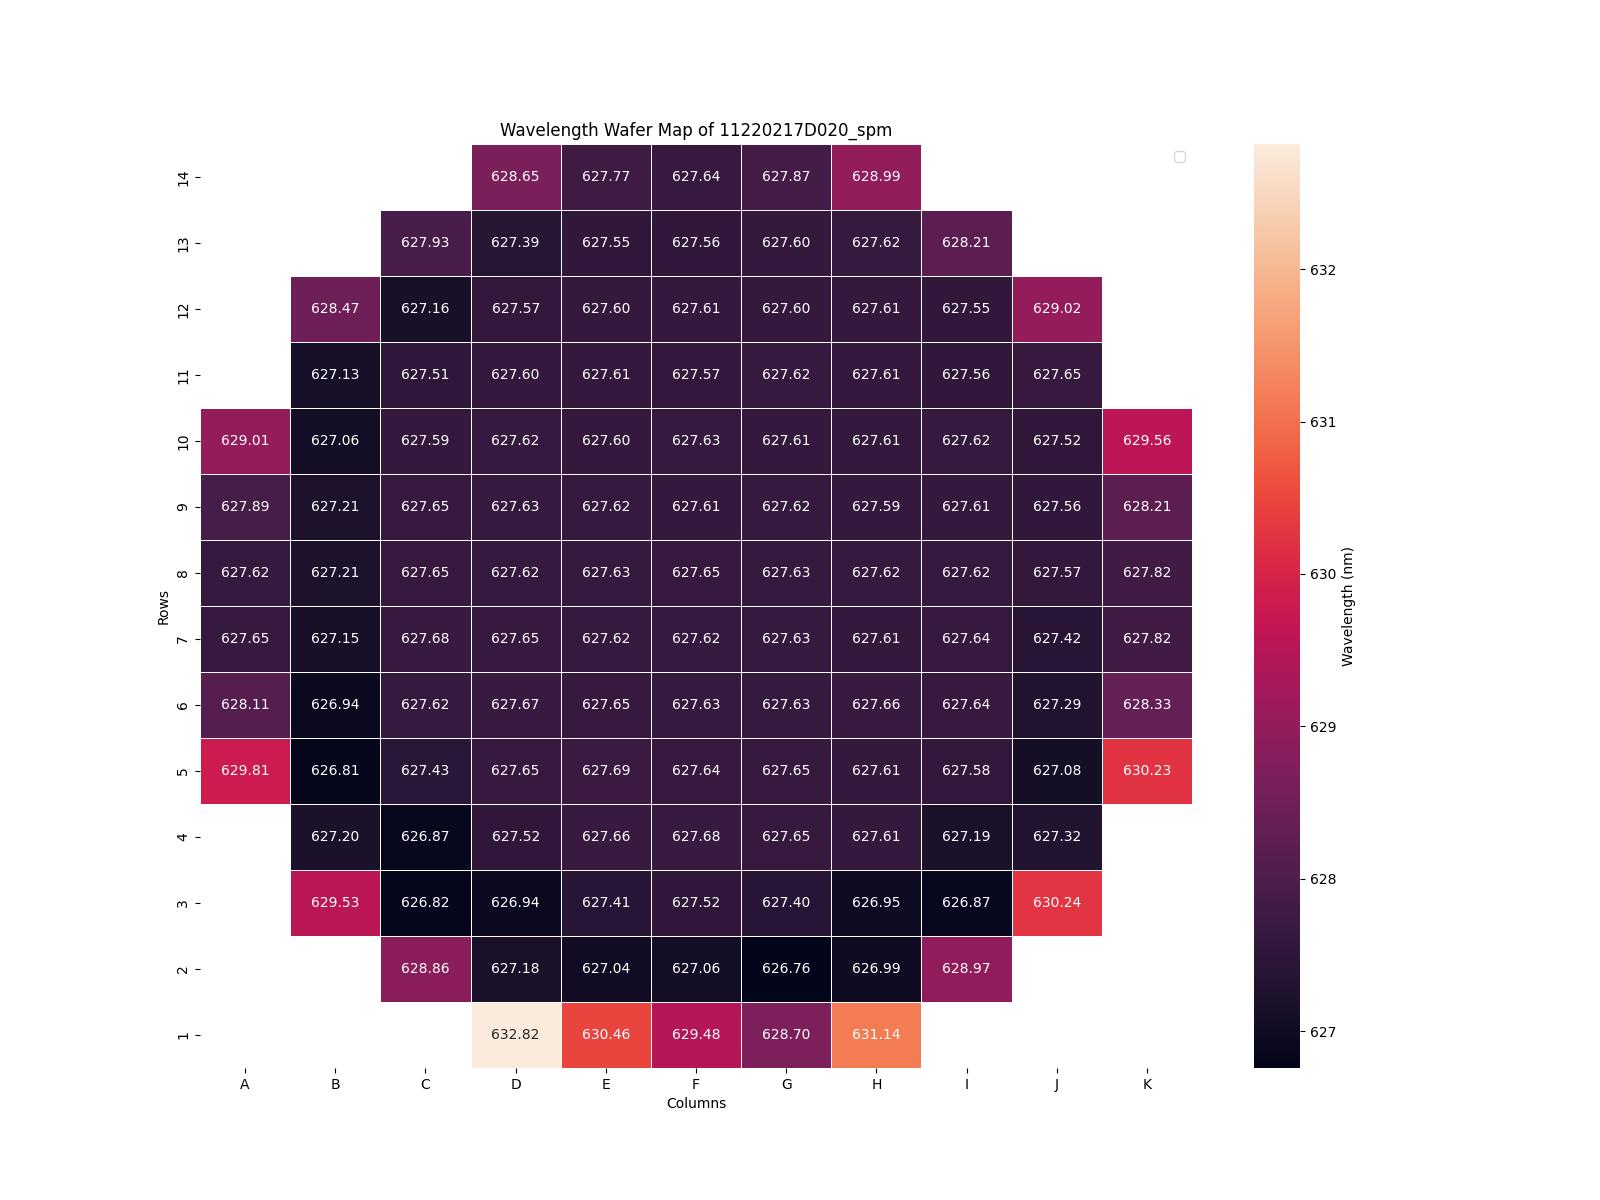 Wavelength Wafer Map of 11220217D020_spm
14 628.65 627.77 627.64 627.87 628.99
13 627.93 627.39 627.55 627.56 627.60 627.62 628.21
12 628.47 627.16 627.57 627.60 627.61 627.60 627.61 627.55 629.02
11 627.13 627.51 627.60 627.61 627.57 627.62 627.61 627.56 627.65
10 629.01 627.06 627.59 627.62 627.60 627.63 627.61 627.61 627.62 627.52 629.56
9 627.89 627.21 627.65 627.63 627.62 627.61 627.62 627.59 627.61 627.56 628.21
8 627.62 627.21 627.65 627.62 627.63 627.65 627.63 627.62 627.62 627.57 627.82
7 627.65 627.15 627.68 627.65 627.62 627.62 627.63 627.61 627.64 627.42 627.82
6 628.11 626.94 627.62 627.67 627.65 627.63 627.63 627.66 627.64 627.29 628.33
5 629.81 626.81 627.43 627.65 627.69 627.64 627.65 627.61 627.58 627.08 630.23
4 627.20 626.87 627.52 627.66 627.68 627.65 627.61 627.19 627.32
3 629.53 626.82 626.94 627.41 627.52 627.40 626.95 626.87 630.24
2 628.86 627.18 627.04 627.06 626.76 626.99 628.97
1 632.82 630.46 629.48 628.70 631.14
A B C D E F G H I J K
Columns
Rows
632
631
630
629
628
627
Wavelength (nm)